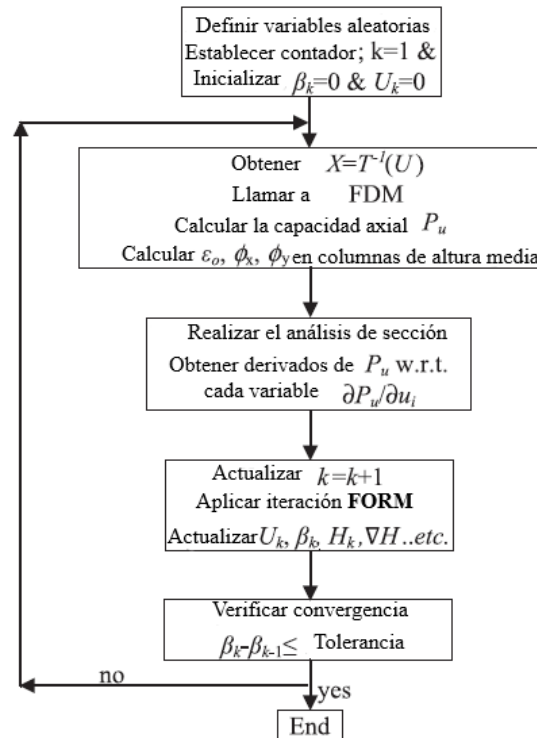 Definir variables aleatorias
Establecer contador; k=1 &
Inicializar β_k=0 & U_k=0
Obtener X=T⁻¹(U)
Llamar a FDM
Calcular la capacidad axial P_u
Calcular ε_o, ϕ_x, ϕ_y en columnas de altura media
Realizar el análisis de sección
Obtener derivados de P_u w.r.t.
cada variable ∂P_u/∂u_i
Actualizar k=k+1
Aplicar iteración FORM
Actualizar U_k, β_k, H_k, ∇H ..etc.
Verificar convergencia
β_k-β_k-1≤ Tolerancia
no
yes
End